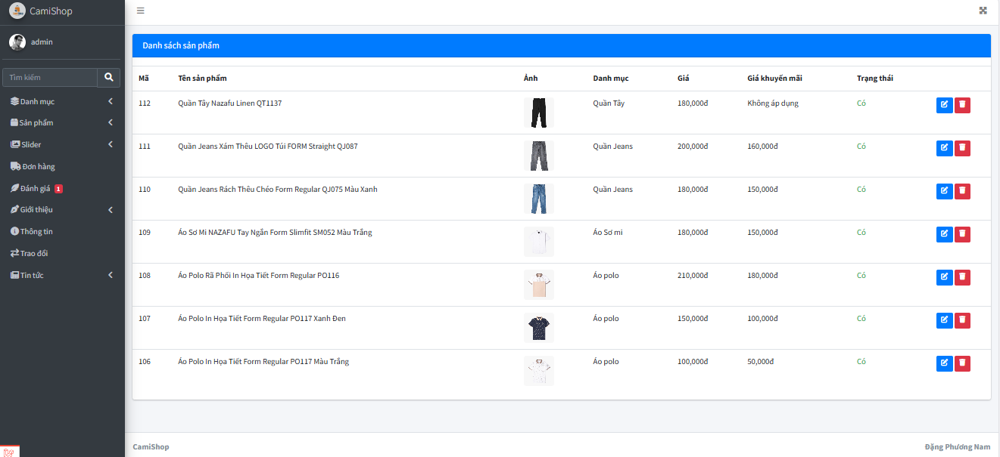 CamiShop
admin
Tìm kiếm
Danh mục
Sản phẩm
Slider
Đơn hàng
Đánh giá 1
Giới thiệu
Thông tin
Trao đổi
Tin tức
Danh sách sản phẩm
Mã Tên sản phẩm Ảnh Danh mục Giá Giá khuyến mãi Trạng thái
112 Quần Tây Nazafu Linen QT1137 Quần Tây 180,000đ Không áp dụng Có
111 Quần Jeans Xám Thêu LOGO Túi FORM Straight QJ087 Quần Jeans 200,000đ 160,000đ Có
110 Quần Jeans Rách Thêu Chéo Form Regular QJ075 Màu Xanh Quần Jeans 180,000đ 150,000đ Có
109 Áo Sơ Mi NAZAFU Tay Ngắn Form Slimfit SM052 Màu Trắng Áo Sơ mi 180,000đ 150,000đ Có
108 Áo Polo Rã Phối In Họa Tiết Form Regular PO116 Áo polo 210,000đ 180,000đ Có
107 Áo Polo In Họa Tiết Form Regular PO117 Xanh Đen Áo polo 150,000đ 100,000đ Có
106 Áo Polo In Họa Tiết Form Regular PO117 Màu Trắng Áo polo 100,000đ 50,000đ Có
CamiShop Đặng Phương Nam